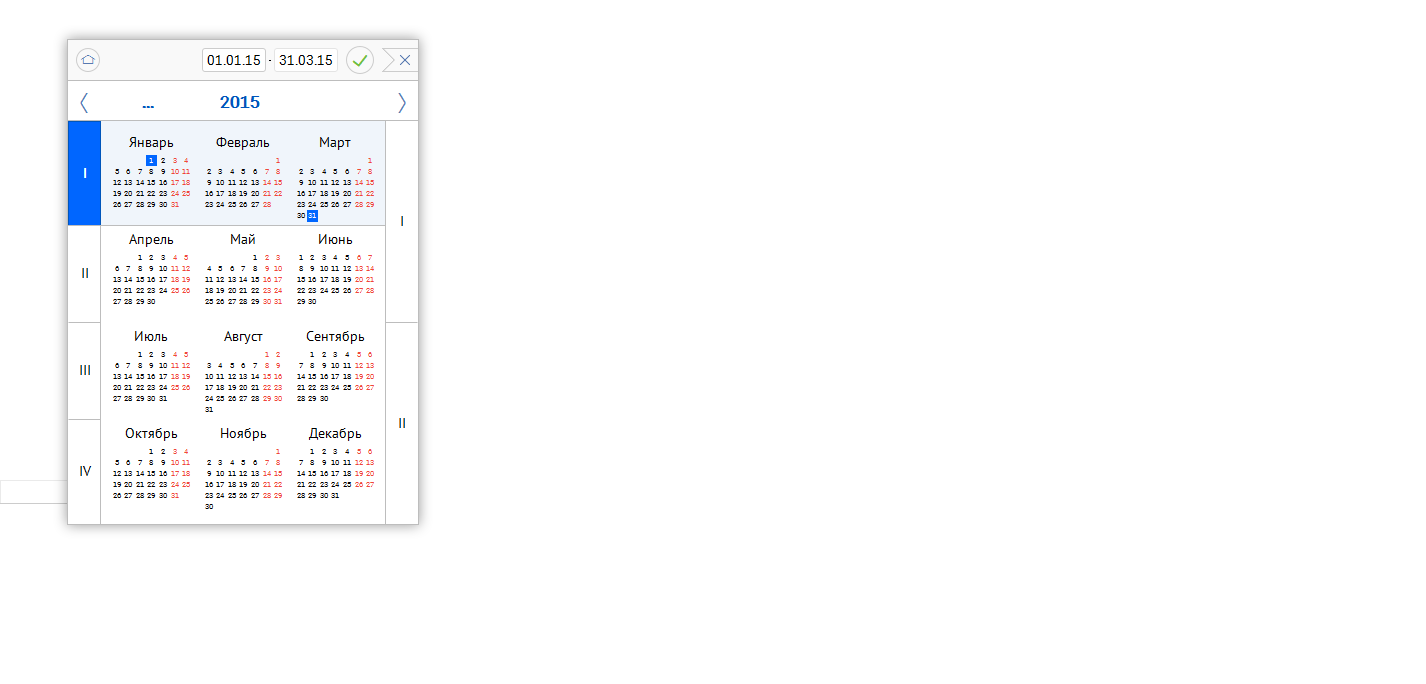 01.01.15 - 31.03.15
... 2015
I
Январь Февраль Март
1 2 3 4 1 1
5 6 7 8 9 10 11 2 3 4 5 6 7 8 2 3 4 5 6 7 8
12 13 14 15 16 17 18 9 10 11 12 13 14 15 9 10 11 12 13 14 15
19 20 21 22 23 24 25 16 17 18 19 20 21 22 16 17 18 19 20 21 22
26 27 28 29 30 31 23 24 25 26 27 28 23 24 25 26 27 28 29
30 31
I
II
Апрель Май Июнь
1 2 3 4 5 1 2 3 1 2 3 4 5 6 7
6 7 8 9 10 11 12 4 5 6 7 8 9 10 8 9 10 11 12 13 14
13 14 15 16 17 18 19 11 12 13 14 15 16 17 15 16 17 18 19 20 21
20 21 22 23 24 25 26 18 19 20 21 22 23 24 22 23 24 25 26 27 28
27 28 29 30 25 26 27 28 29 30 31 29 30
III
Июль Август Сентябрь
1 2 3 4 5 1 2 1 2 3 4 5 6
6 7 8 9 10 11 12 3 4 5 6 7 8 9 7 8 9 10 11 12 13
13 14 15 16 17 18 19 10 11 12 13 14 15 16 14 15 16 17 18 19 20
20 21 22 23 24 25 26 17 18 19 20 21 22 23 21 22 23 24 25 26 27
27 28 29 30 31 24 25 26 27 28 29 30 28 29 30
31
II
IV
Октябрь Ноябрь Декабрь
1 2 3 4 1 1 2 3 4 5 6
5 6 7 8 9 10 11 2 3 4 5 6 7 8 7 8 9 10 11 12 13
12 13 14 15 16 17 18 9 10 11 12 13 14 15 14 15 16 17 18 19 20
19 20 21 22 23 24 25 16 17 18 19 20 21 22 21 22 23 24 25 26 27
26 27 28 29 30 31 23 24 25 26 27 28 29 28 29 30 31
30